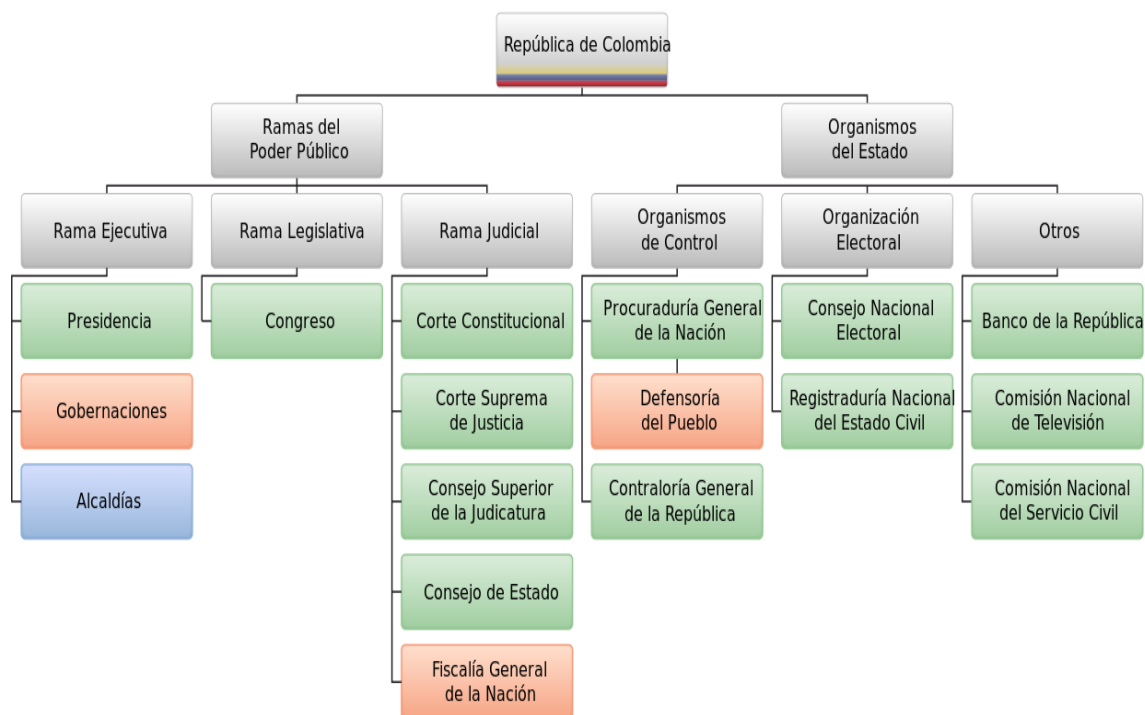 República de Colombia
Ramas del
Poder Público
Organismos
del Estado
Rama Ejecutiva
Rama Legislativa
Rama Judicial
Organismos
de Control
Organización
Electoral
Otros
Presidencia
Gobernaciones
Alcaldías
Congreso
Corte Constitucional
Corte Suprema
de Justicia
Consejo Superior
de la Judicatura
Consejo de Estado
Fiscalía General
de la Nación
Procuraduría General
de la Nación
Defensoría
del Pueblo
Contraloría General
de la República
Consejo Nacional
Electoral
Registraduría Nacional
del Estado Civil
Banco de la República
Comisión Nacional
de Televisión
Comisión Nacional
del Servicio Civil